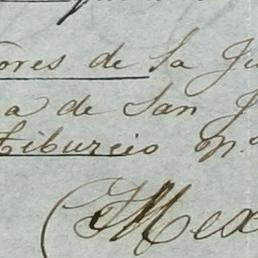 ores de la Ju
a de San J
Tiburcio n.º
(Mex